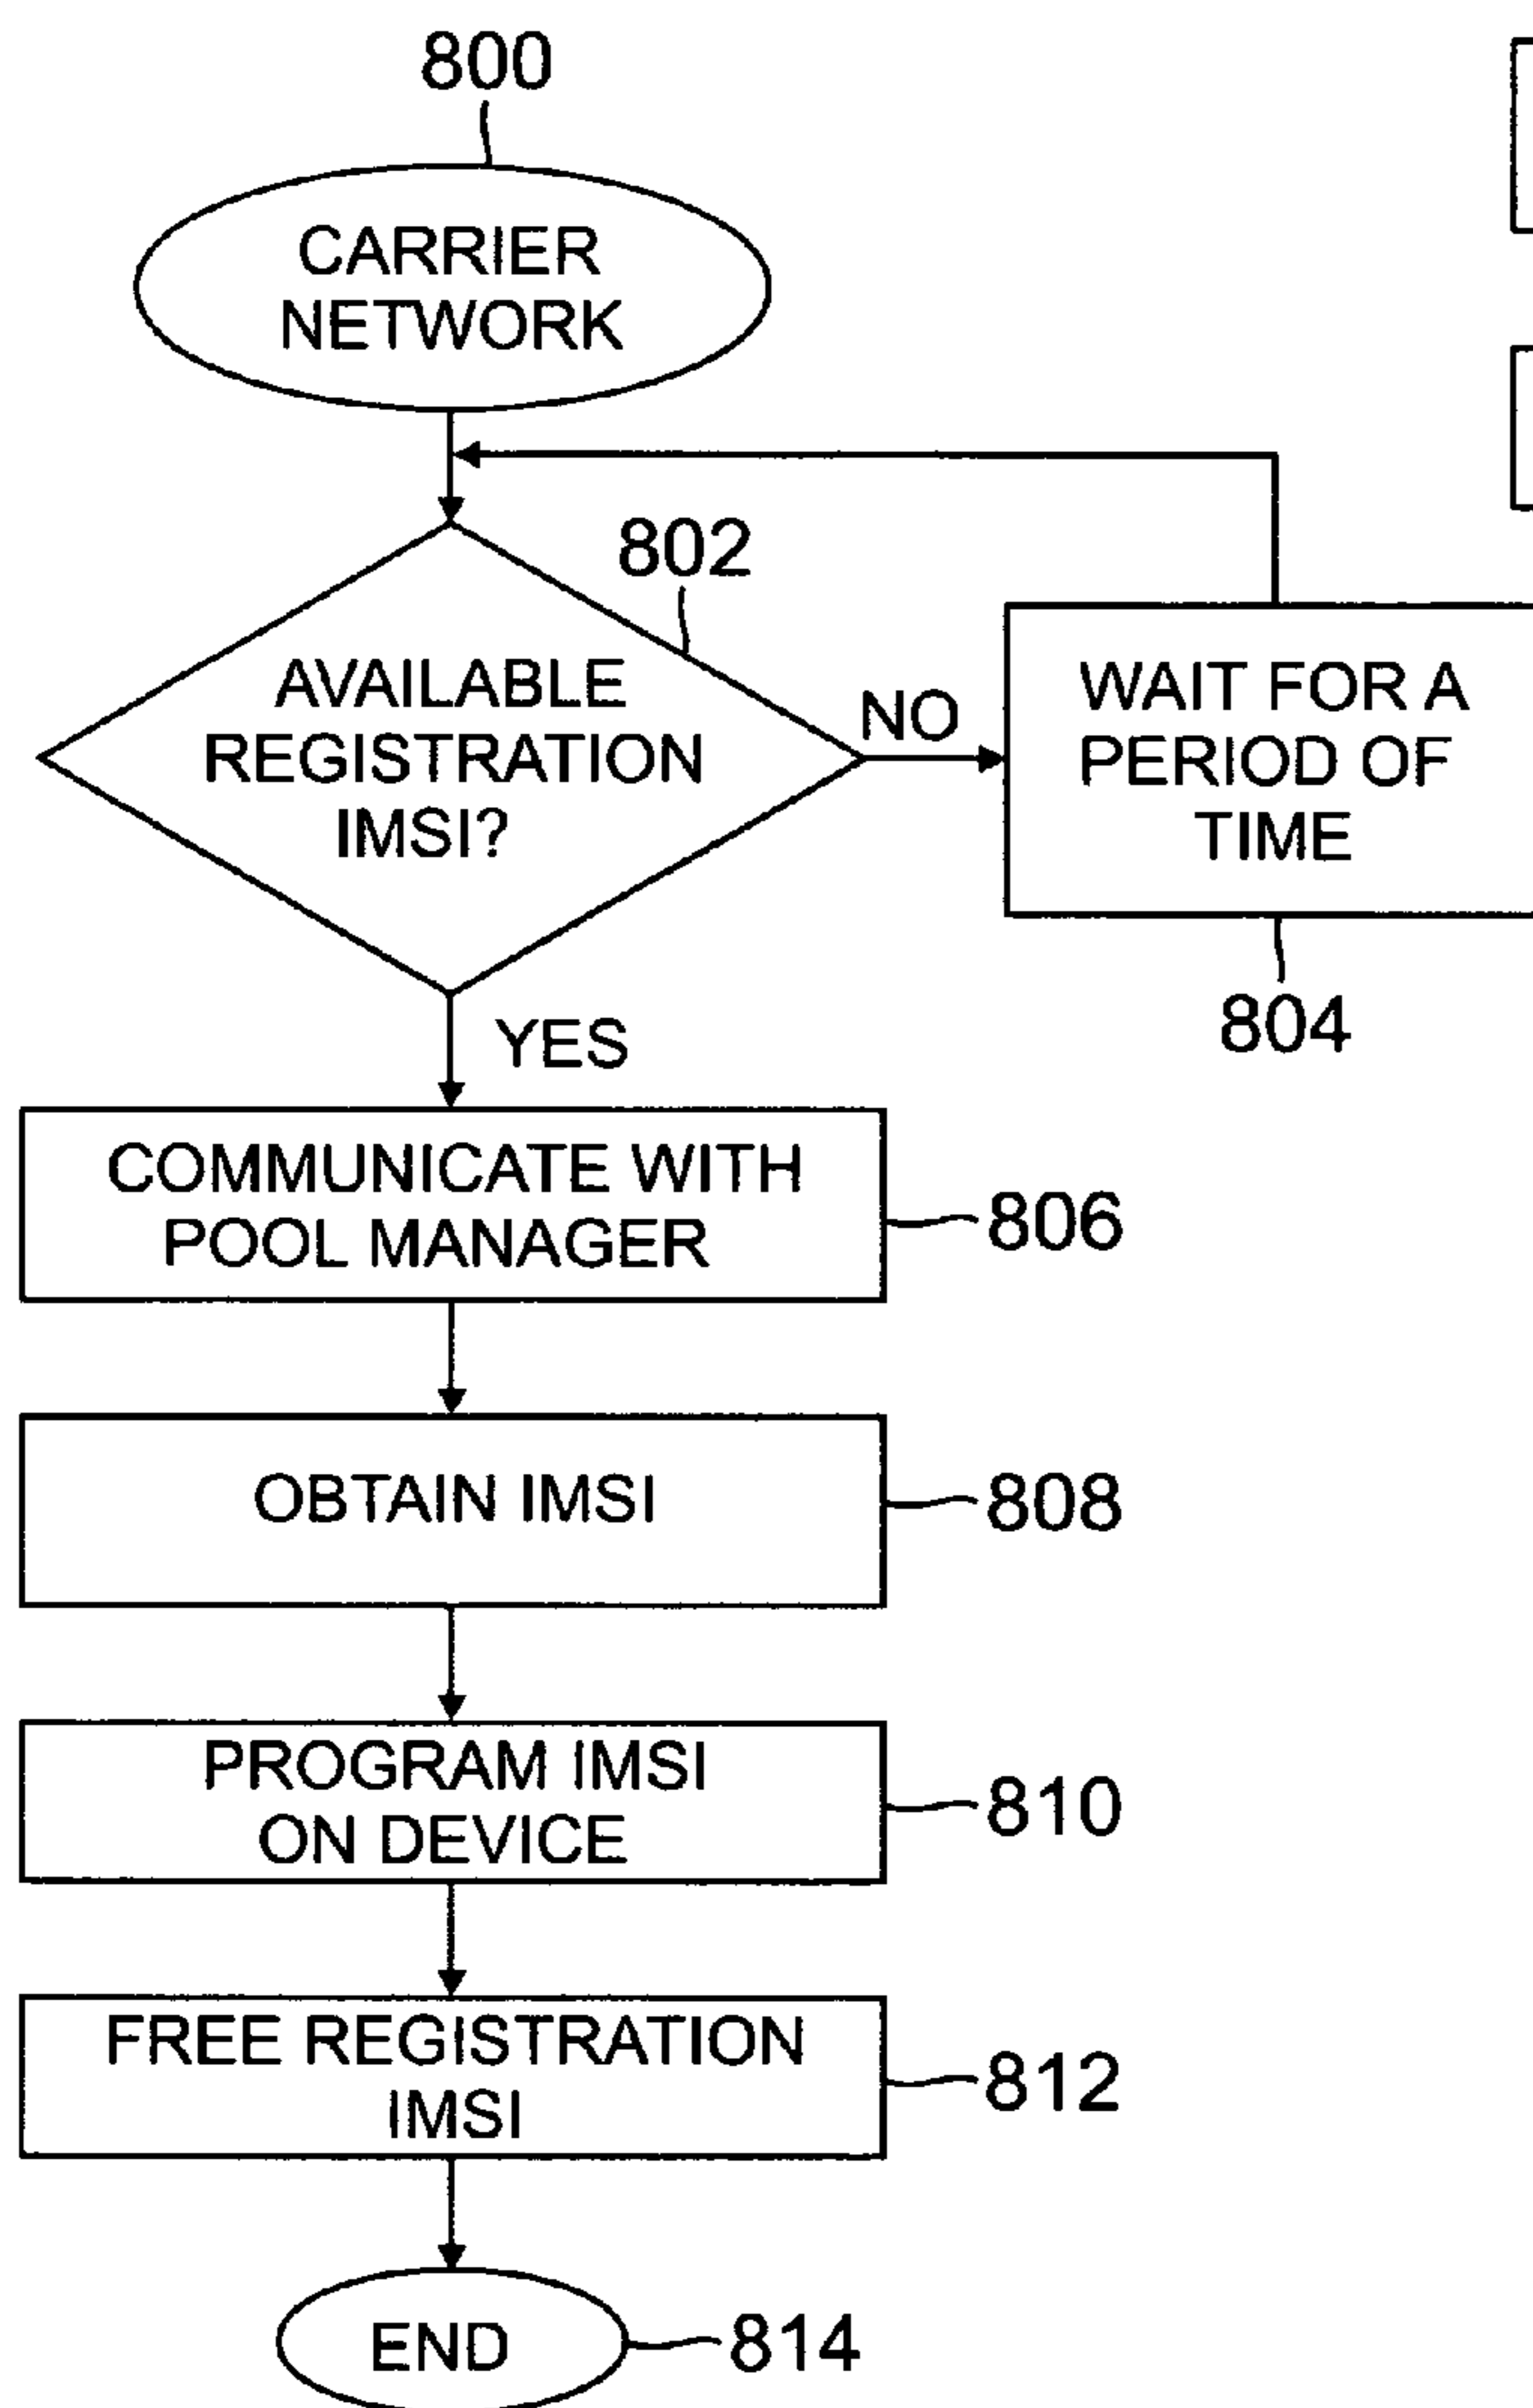 800
CARRIER
NETWORK
802
AVAILABLE
REGISTRATION
IMSI?
NO
WAIT FOR A
PERIOD OF
TIME
804
YES
COMMUNICATE WITH
POOL MANAGER
806
OBTAIN IMSI
808
PROGRAM IMSI
ON DEVICE
810
FREE REGISTRATION
IMSI
812
END
814